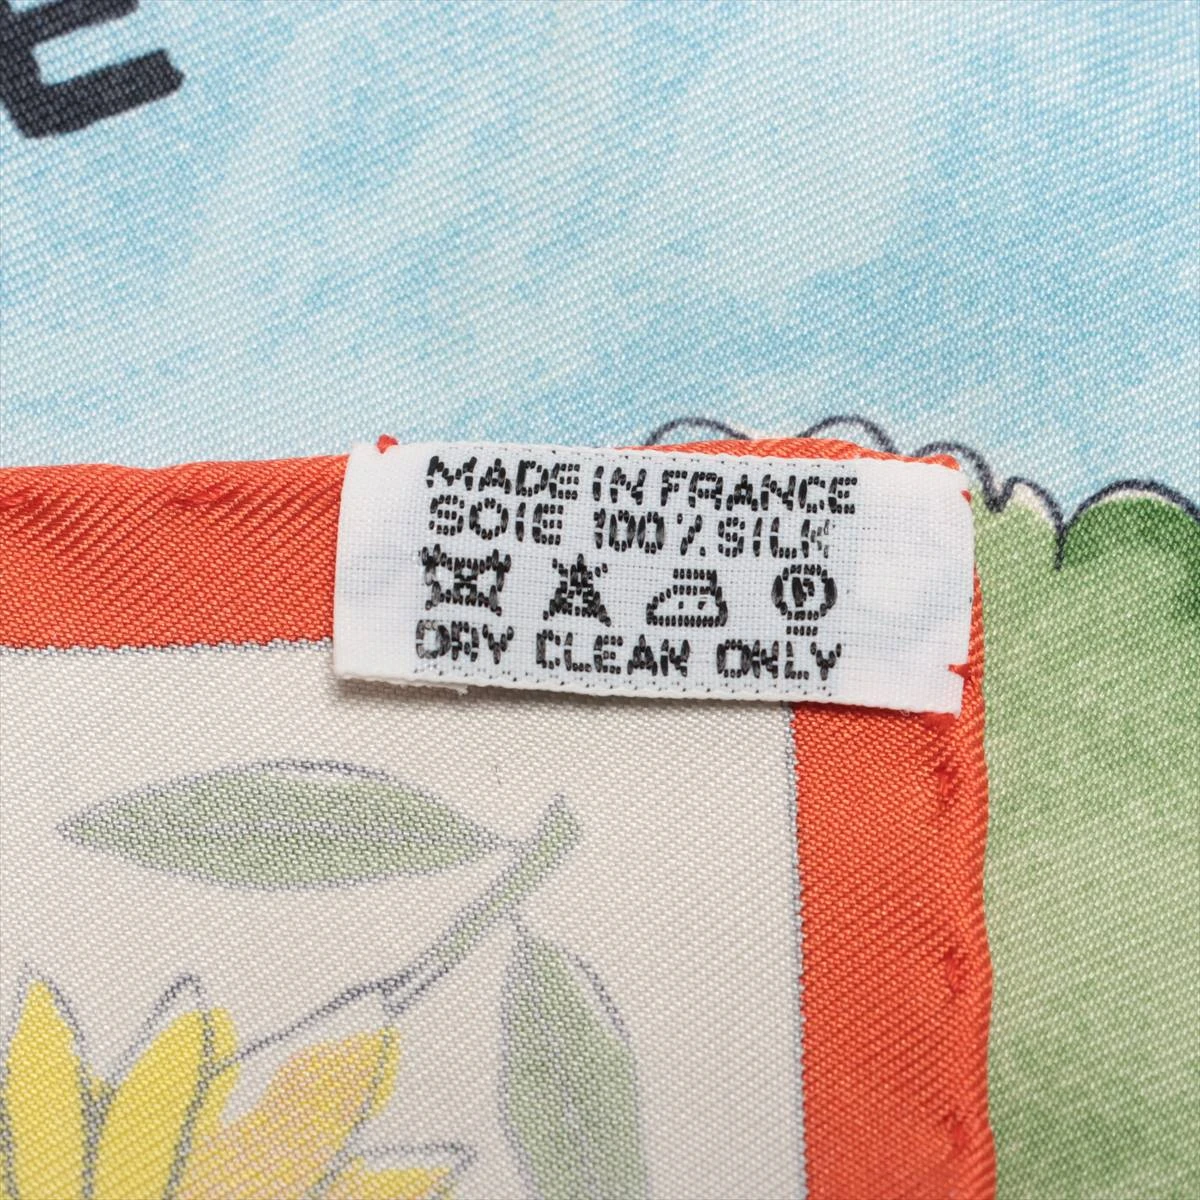 E
MADE IN FRANCE
SOIE 100% SILK
P
DRY CLEAN ONLY